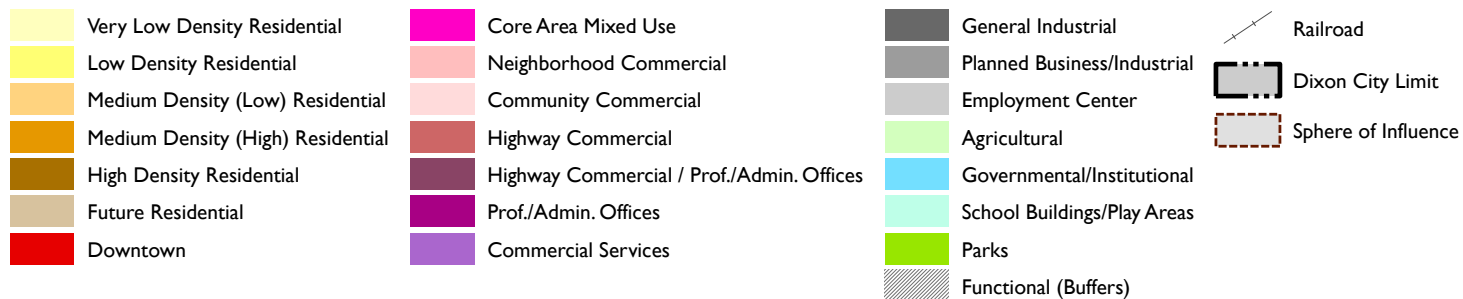 Very Low Density Residential
Low Density Residential
Medium Density (Low) Residential
Medium Density (High) Residential
High Density Residential
Future Residential
Downtown
Core Area Mixed Use
Neighborhood Commercial
Community Commercial
Highway Commercial
Highway Commercial / Prof./Admin. Offices
Prof./Admin. Offices
Commercial Services
General Industrial
Planned Business/Industrial
Employment Center
Agricultural
Governmental/Institutional
School Buildings/Play Areas
Parks
Functional (Buffers)
Railroad
Dixon City Limit
Sphere of Influence